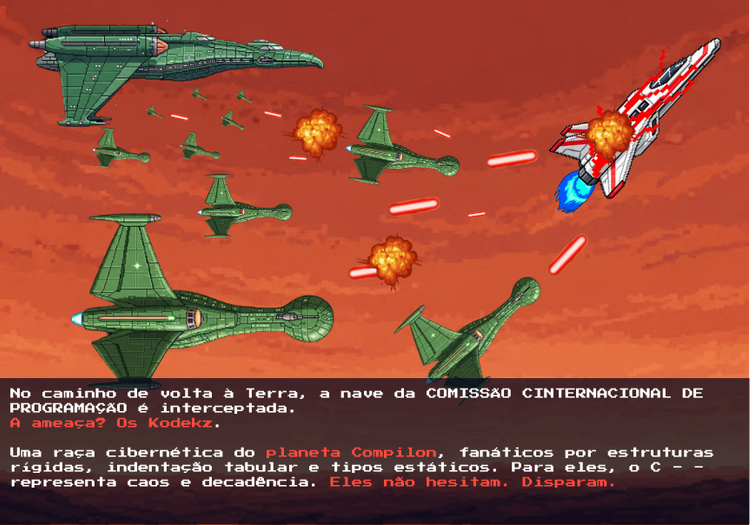 No caminho de volta à Terra, a nave da COMISSÃO CINTERNACIONAL DE
PROGRAMAÇÃO é interceptada.
A ameaça? Os Kodekz.
Uma raça cibernética do planeta Compilon, fanáticos por estruturas
rígidas, indentação tabular e tipos estáticos. Para eles, o C - -
representa caos e decadência. Eles não hesitam. Disparam.